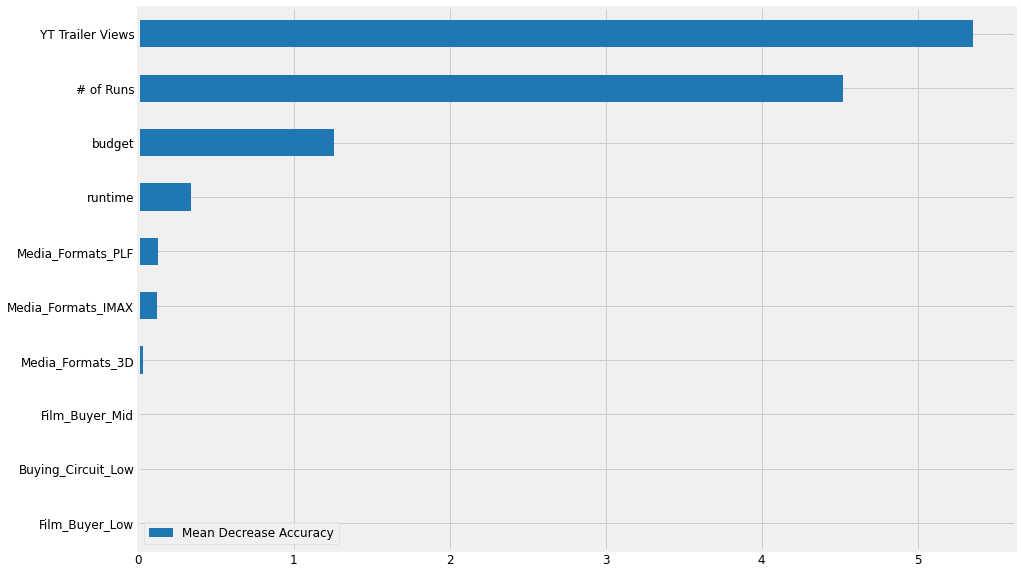 YT Trailer Views
# of Runs
budget
runtime
Media_Formats_PLF
Media_Formats_IMAX
Media_Formats_3D
Film_Buyer_Mid
Buying_Circuit_Low
Film_Buyer_Low
Mean Decrease Accuracy
0 1 2 3 4 5